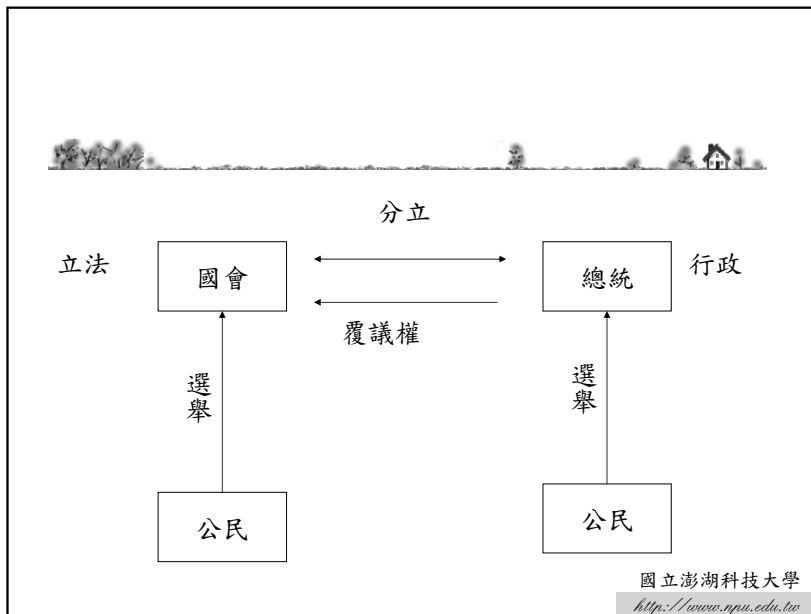 分立
立法
國會
總統
行政
覆議權
選舉
選舉
公民
公民
國立澎湖科技大學
http://www.npu.edu.tw